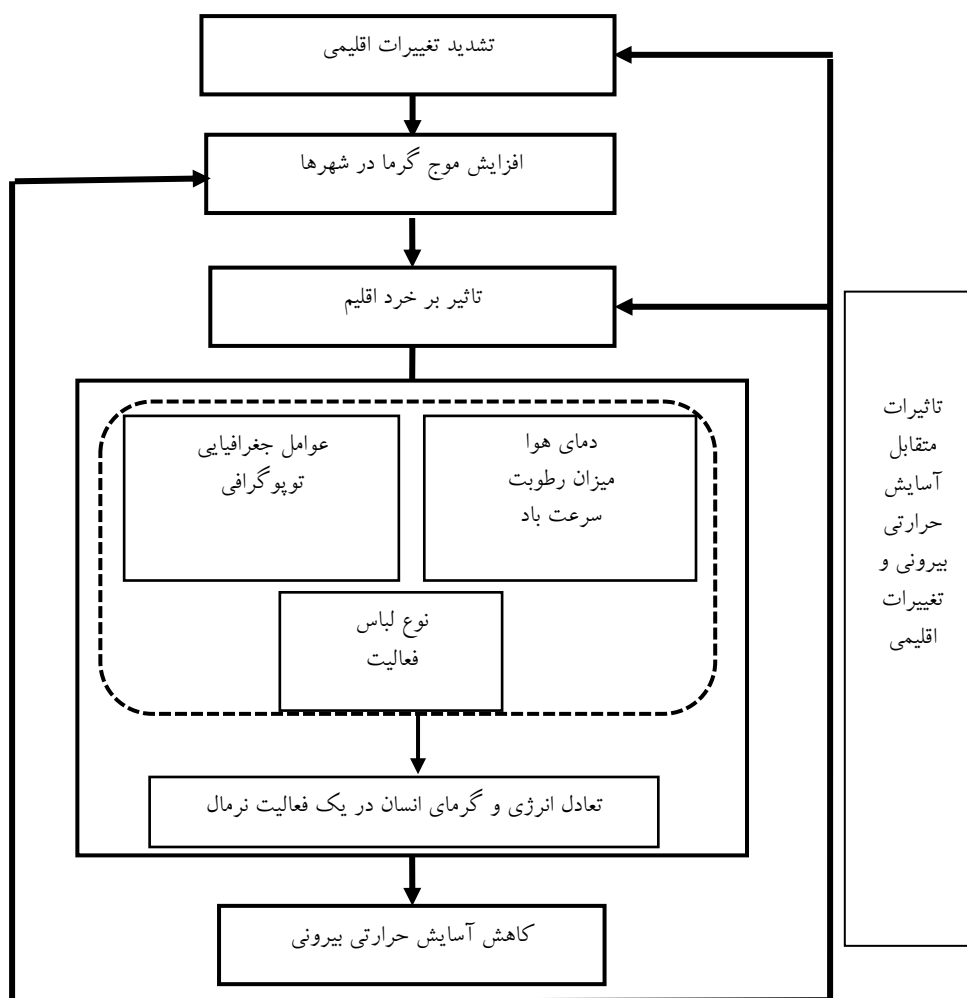 تشدید تغییرات اقلیمی
افزایش موج گرما در شهرها
تاثیر بر خرد اقلیم
دمای هوا
میزان رطوبت
سرعت باد
عوامل جغرافیایی
توپوگرافی
نوع لباس
فعالیت
تعادل انرژی و گرمای انسان در یک فعالیت نرمال
کاهش آسایش حرارتی بیرونی
تاثیرات
متقابل
آسایش
حرارتی
بیرونی و
تغییرات
اقلیمی